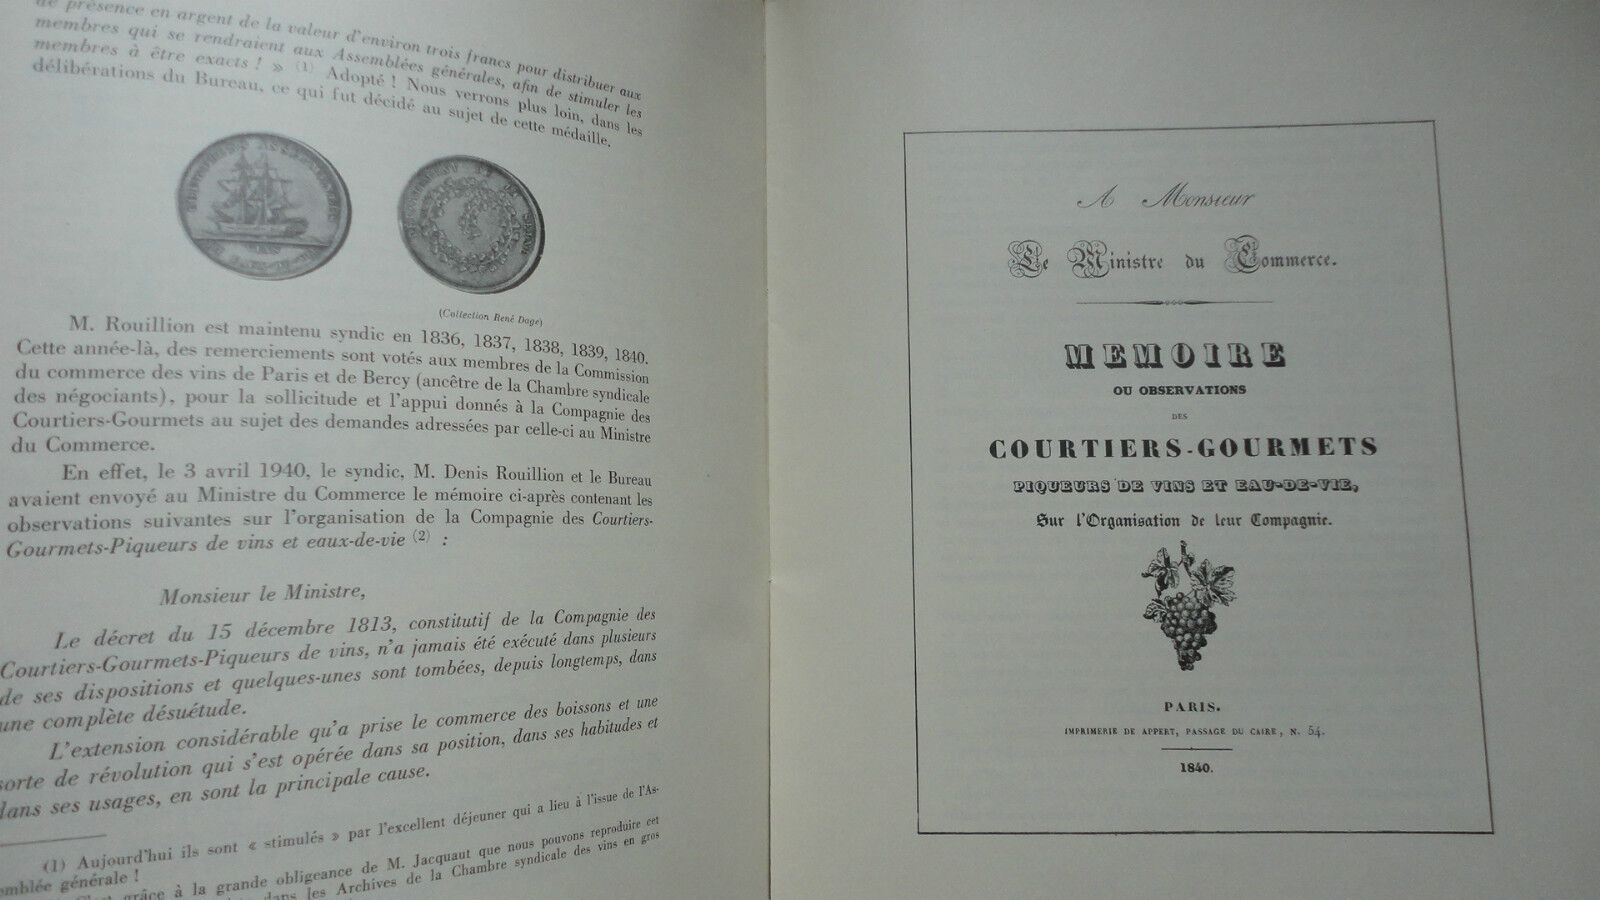 de présence en argent de la valeur d'environ trois francs pour distribuer aux
membres qui se rendraient aux Assemblées générales, afin de stimuler les
membres à être exacts ! » (1) Adopté ! Nous verrons plus loin, dans les
délibérations du Bureau, ce qui fut décidé au sujet de cette médaille.
(Collection René Dage)
M. Rouillion est maintenu syndic en 1836, 1837, 1838, 1839, 1840.
Cette année-là, des remerciements sont votés aux membres de la Commission
du commerce des vins de Paris et de Bercy (ancêtre de la Chambre syndicale
des négociants), pour la sollicitude et l'appui donnés à la Compagnie des
Courtiers-Gourmets au sujet des demandes adressées par celle-ci au Ministre
du Commerce.
En effet, le 3 avril 1940, le syndic, M. Denis Rouillion et le Bureau
avaient envoyé au Ministre du Commerce le mémoire ci-après contenant les
observations suivantes sur l'organisation de la Compagnie des Courtiers-
Gourmets-Piqueurs de vins et eaux-de-vie (2) :
Monsieur le Ministre,
Le décret du 15 décembre 1813, constitutif de la Compagnie des
Courtiers-Gourmets-Piqueurs de vins, n'a jamais été exécuté dans plusieurs
de ses dispositions et quelques-unes sont tombées, depuis longtemps, dans
une complète désuétude.
L'extension considérable qu'a prise le commerce des boissons et une
sorte de révolution qui s'est opérée dans sa position, dans ses habitudes et
dans ses usages, en sont la principale cause.
(1) Aujourd'hui ils sont « stimulés » par l'excellent déjeuner qui a lieu à l'issue de l'As-
emblée générale !
C'est grâce à la grande obligeance de M. Jacquaut que nous pouvons reproduire cet
dans les Archives de la Chambre syndicale des vins en gros
A Monsieur
Le Ministre du Commerce.
MEMOIRE
OU OBSERVATIONS
DES
COURTIERS-GOURMETS
PIQUEURS DE VINS ET EAU-DE-VIE,
Sur l'Organisation de leur Compagnie.
PARIS.
IMPRIMERIE DE APPERT, PASSAGE DU CAIRE, N. 54.
1840.